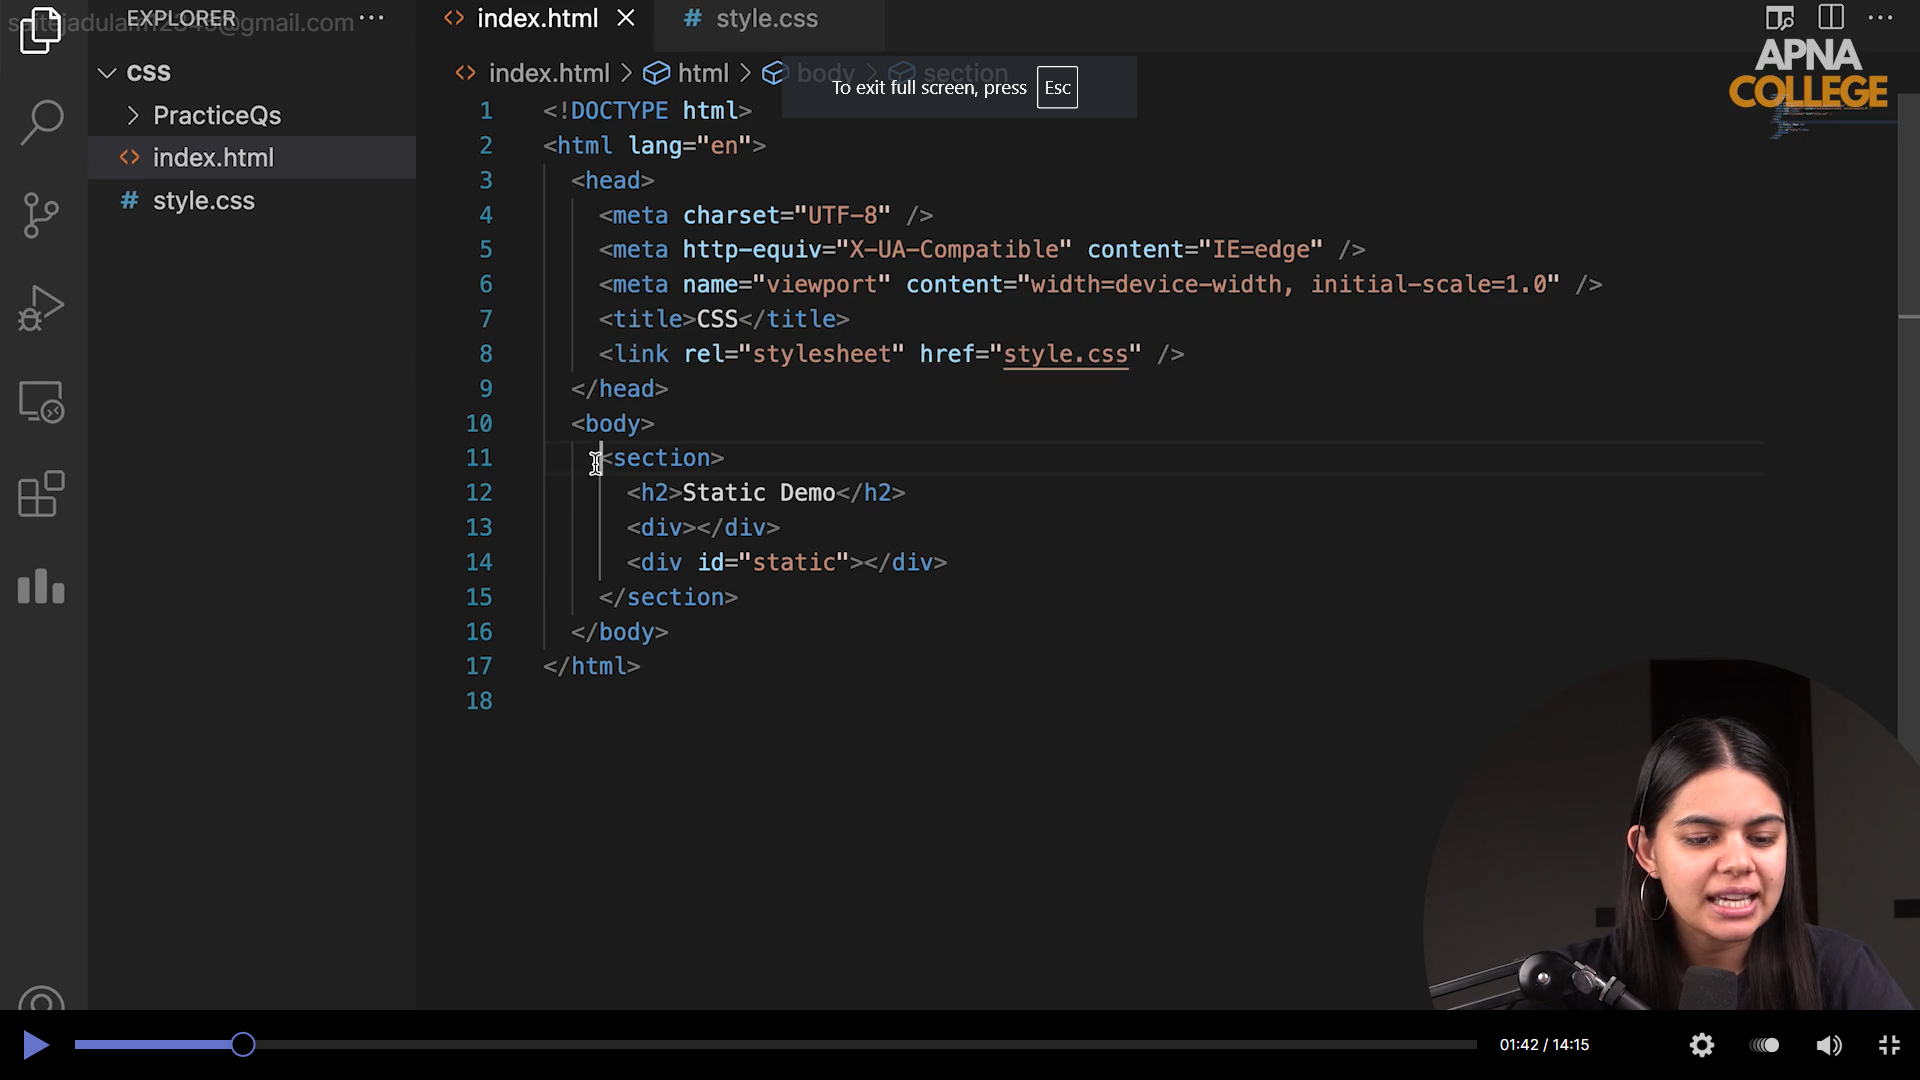 EXPLORER
index.html
style.css
APNA
COLLEGE
CSS
PracticeQs
index.html
style.css
index.html > html > body > section
To exit full screen, press Esc
1 <!DOCTYPE html>
2 <html lang="en">
3 <head>
4 <meta charset="UTF-8" />
5 <meta http-equiv="X-UA-Compatible" content="IE=edge" />
6 <meta name="viewport" content="width=device-width, initial-scale=1.0" />
7 <title>CSS</title>
8 <link rel="stylesheet" href="style.css" />
9 </head>
10 <body>
11 <section>
12 <h2>Static Demo</h2>
13 <div></div>
14 <div id="static"></div>
15 </section>
16 </body>
17 </html>
18
01:42 / 14:15